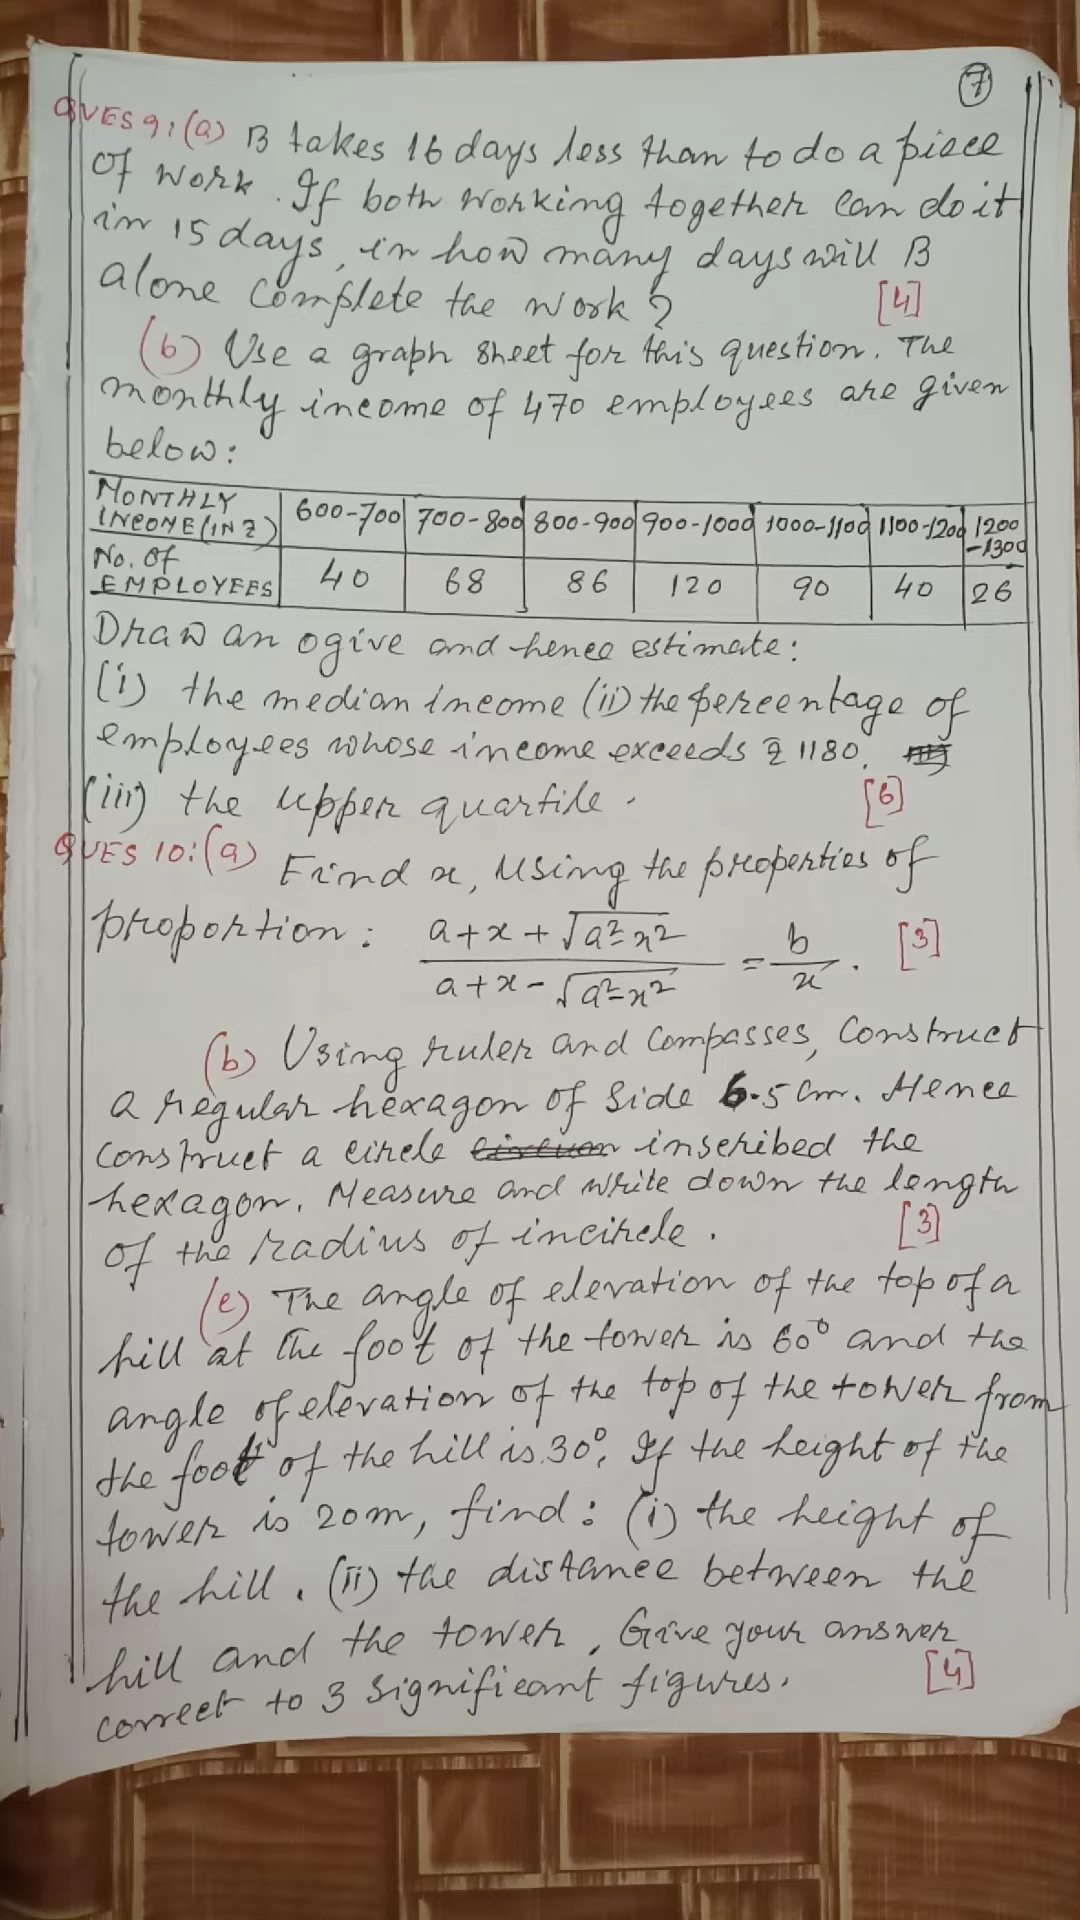 7
QUES 9: (a) B takes 16 days less than to do a piece
of work. If both working together can do it
in 15 days, in how many days will B
alone complete the work? [4]
(b) Use a graph sheet for this question. The
monthly income of 470 employees are given
below:
MONTHLY INCOME (IN ₹) 600-700 700-800 800-900 900-1000 1000-1100 1100-1200 1200-1300
No. of EMPLOYEES 40 68 86 120 90 40 26
Draw an ogive and hence estimate:
(i) the median income (ii) the percentage of
employees whose income exceeds ₹ 1180.
(iii) the upper quartile. [6]
QUES 10: (a) Find x, using the properties of
proportion: (a+x+√(a²-x²))/(a+x-√(a²-x²)) = b/x. [3]
(b) Using ruler and compasses, construct
a regular hexagon of side 6.5 cm. Hence
construct a circle inscribed the
hexagon. Measure and write down the length
of the radius of incircle. [3]
(c) The angle of elevation of the top of a
hill at the foot of the tower is 60° and the
angle of elevation of the top of the tower from
the foot of the hill is 30°. If the height of the
tower is 20m, find: (i) the height of
the hill. (ii) the distance between the
hill and the tower. Give your answer
correct to 3 significant figures. [4]